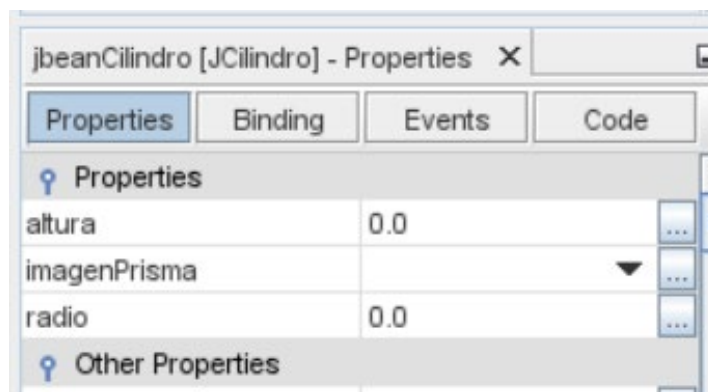 jbeanCilindro [JCilindro] - Properties
Properties Binding Events Code
Properties
altura 0.0 ...
imagenPrisma ...
radio 0.0 ...
Other Properties